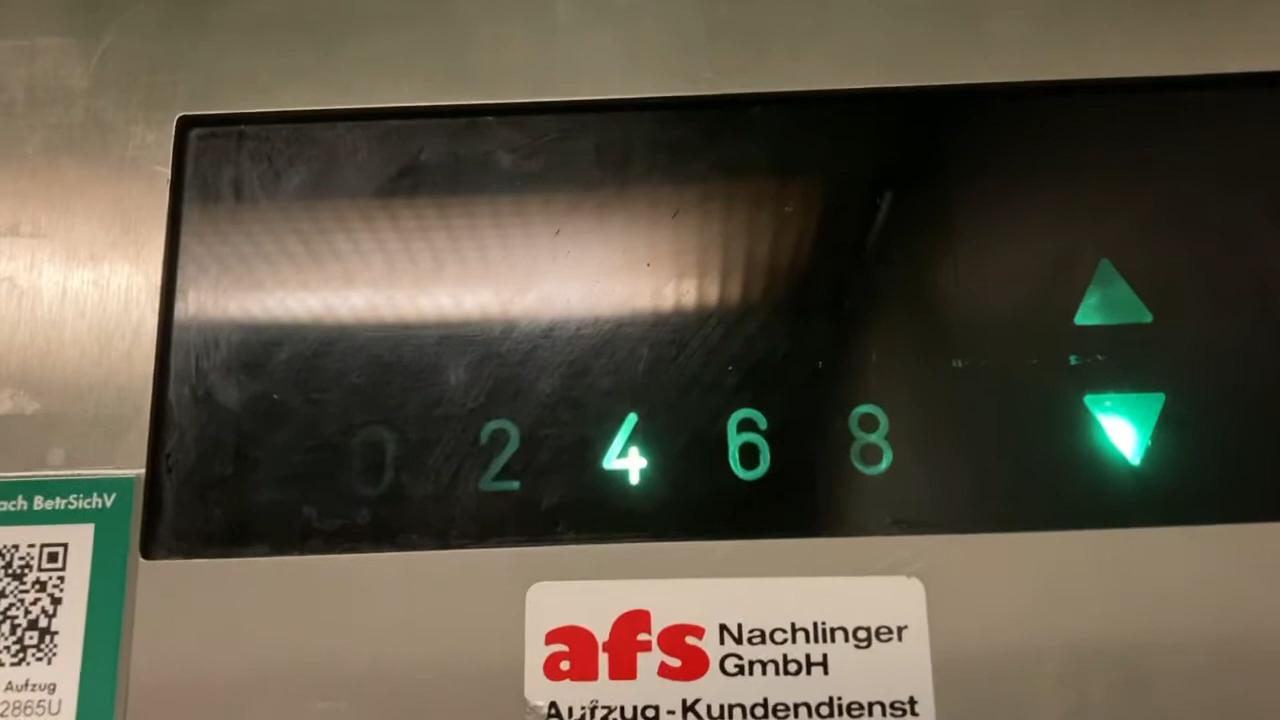 0 2 4 6 8
ach BetrSichV
Aufzug
2865U
afs Nachlinger
GmbH
Aufzug-Kundendienst